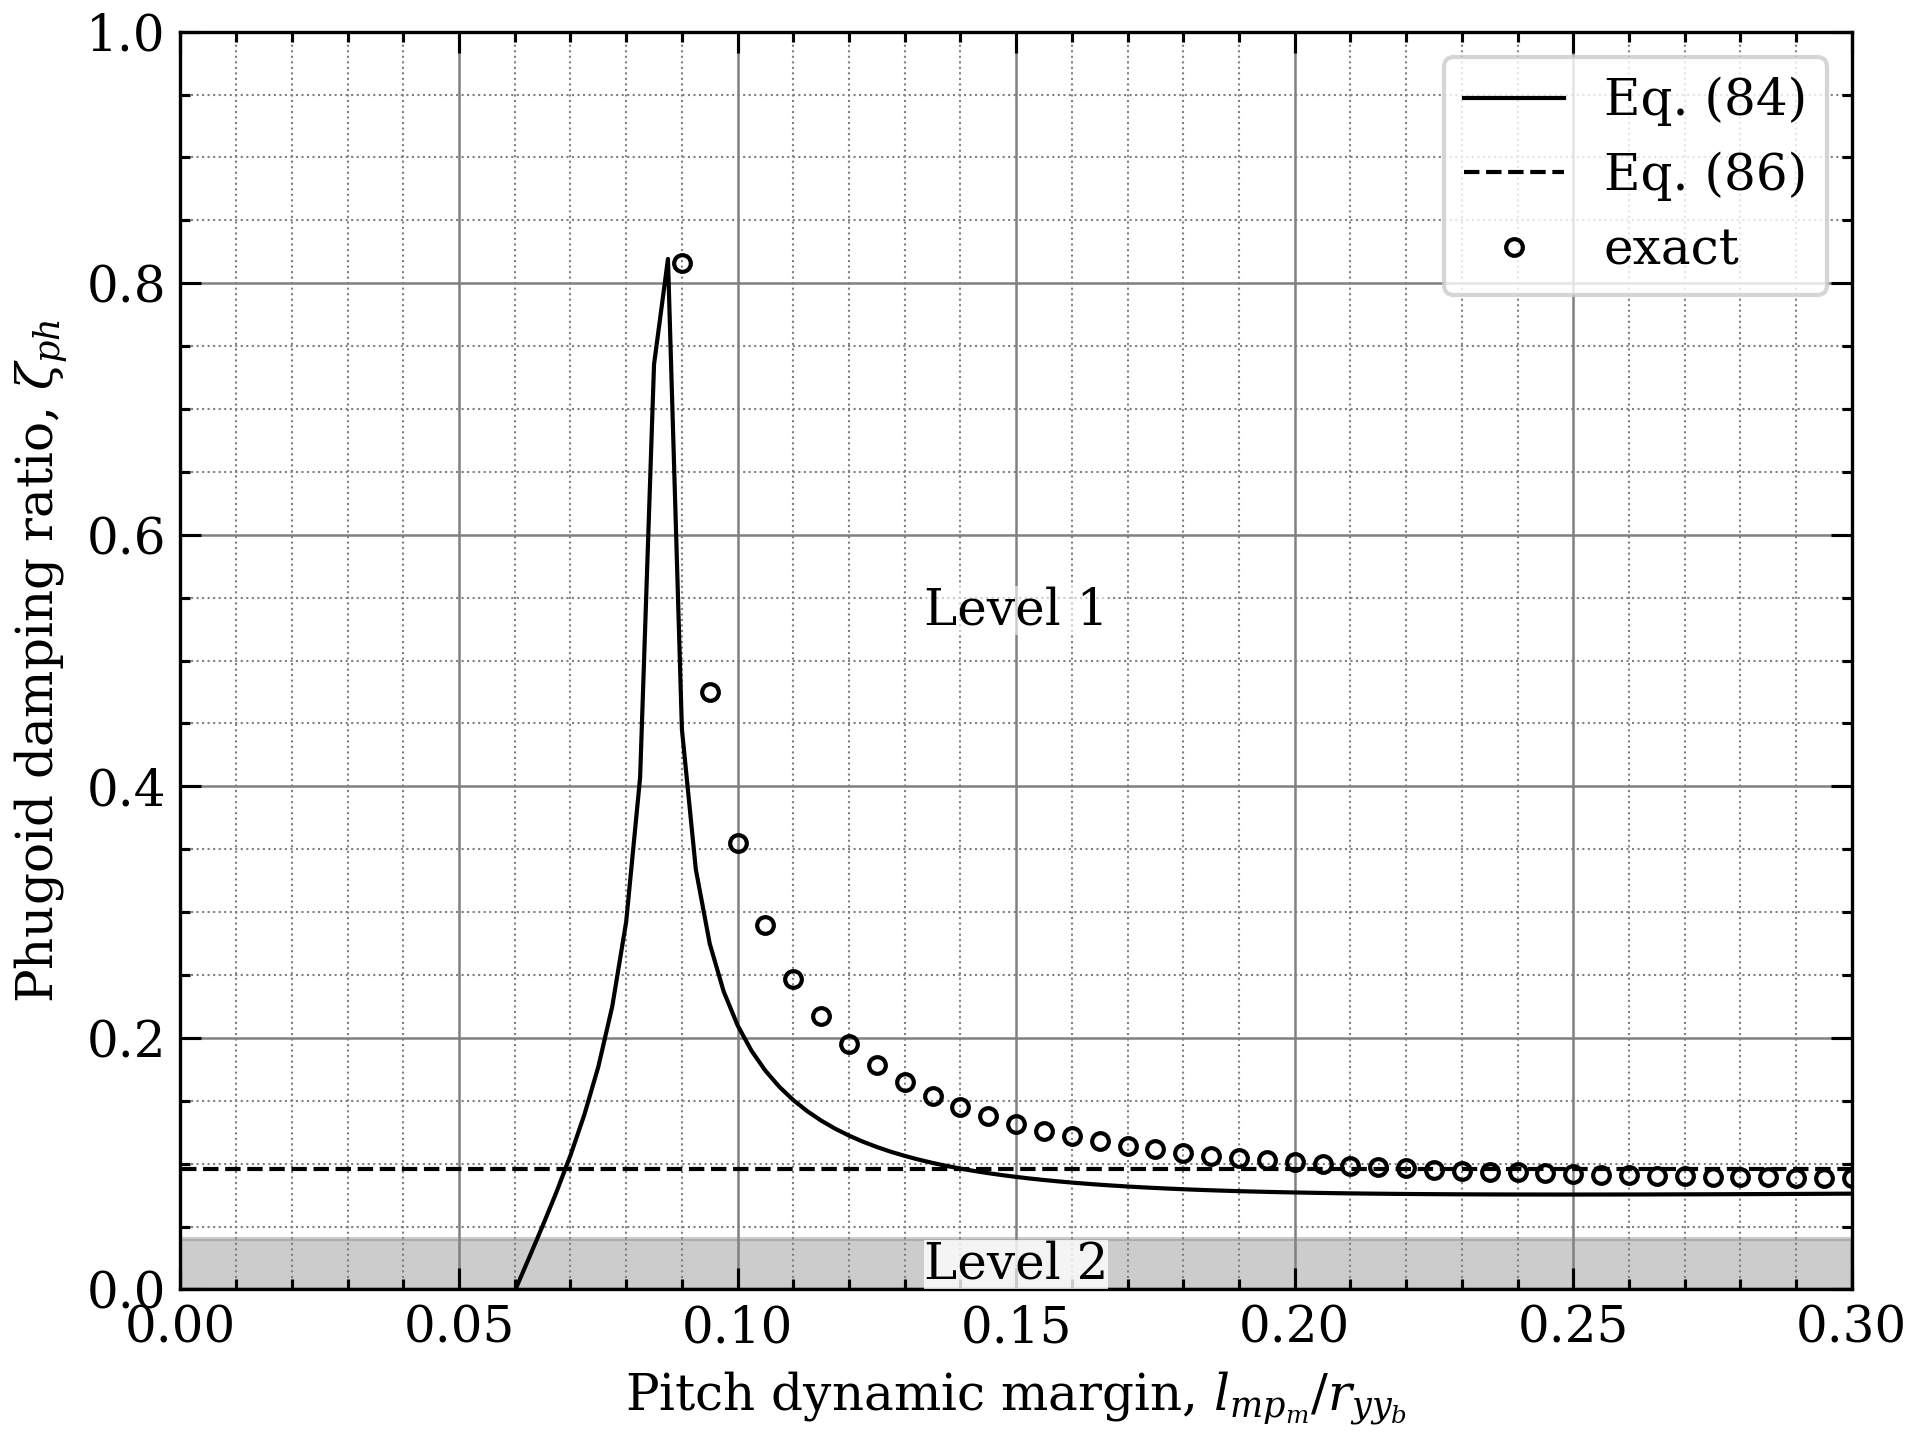 1.0
0.8
0.6
0.4
0.2
0.0
Phugoid damping ratio, ζph
Eq. (84)
Eq. (86)
exact
Level 1
Level 2
0.00 0.05 0.10 0.15 0.20 0.25 0.30
Pitch dynamic margin, lmpm/ryyb